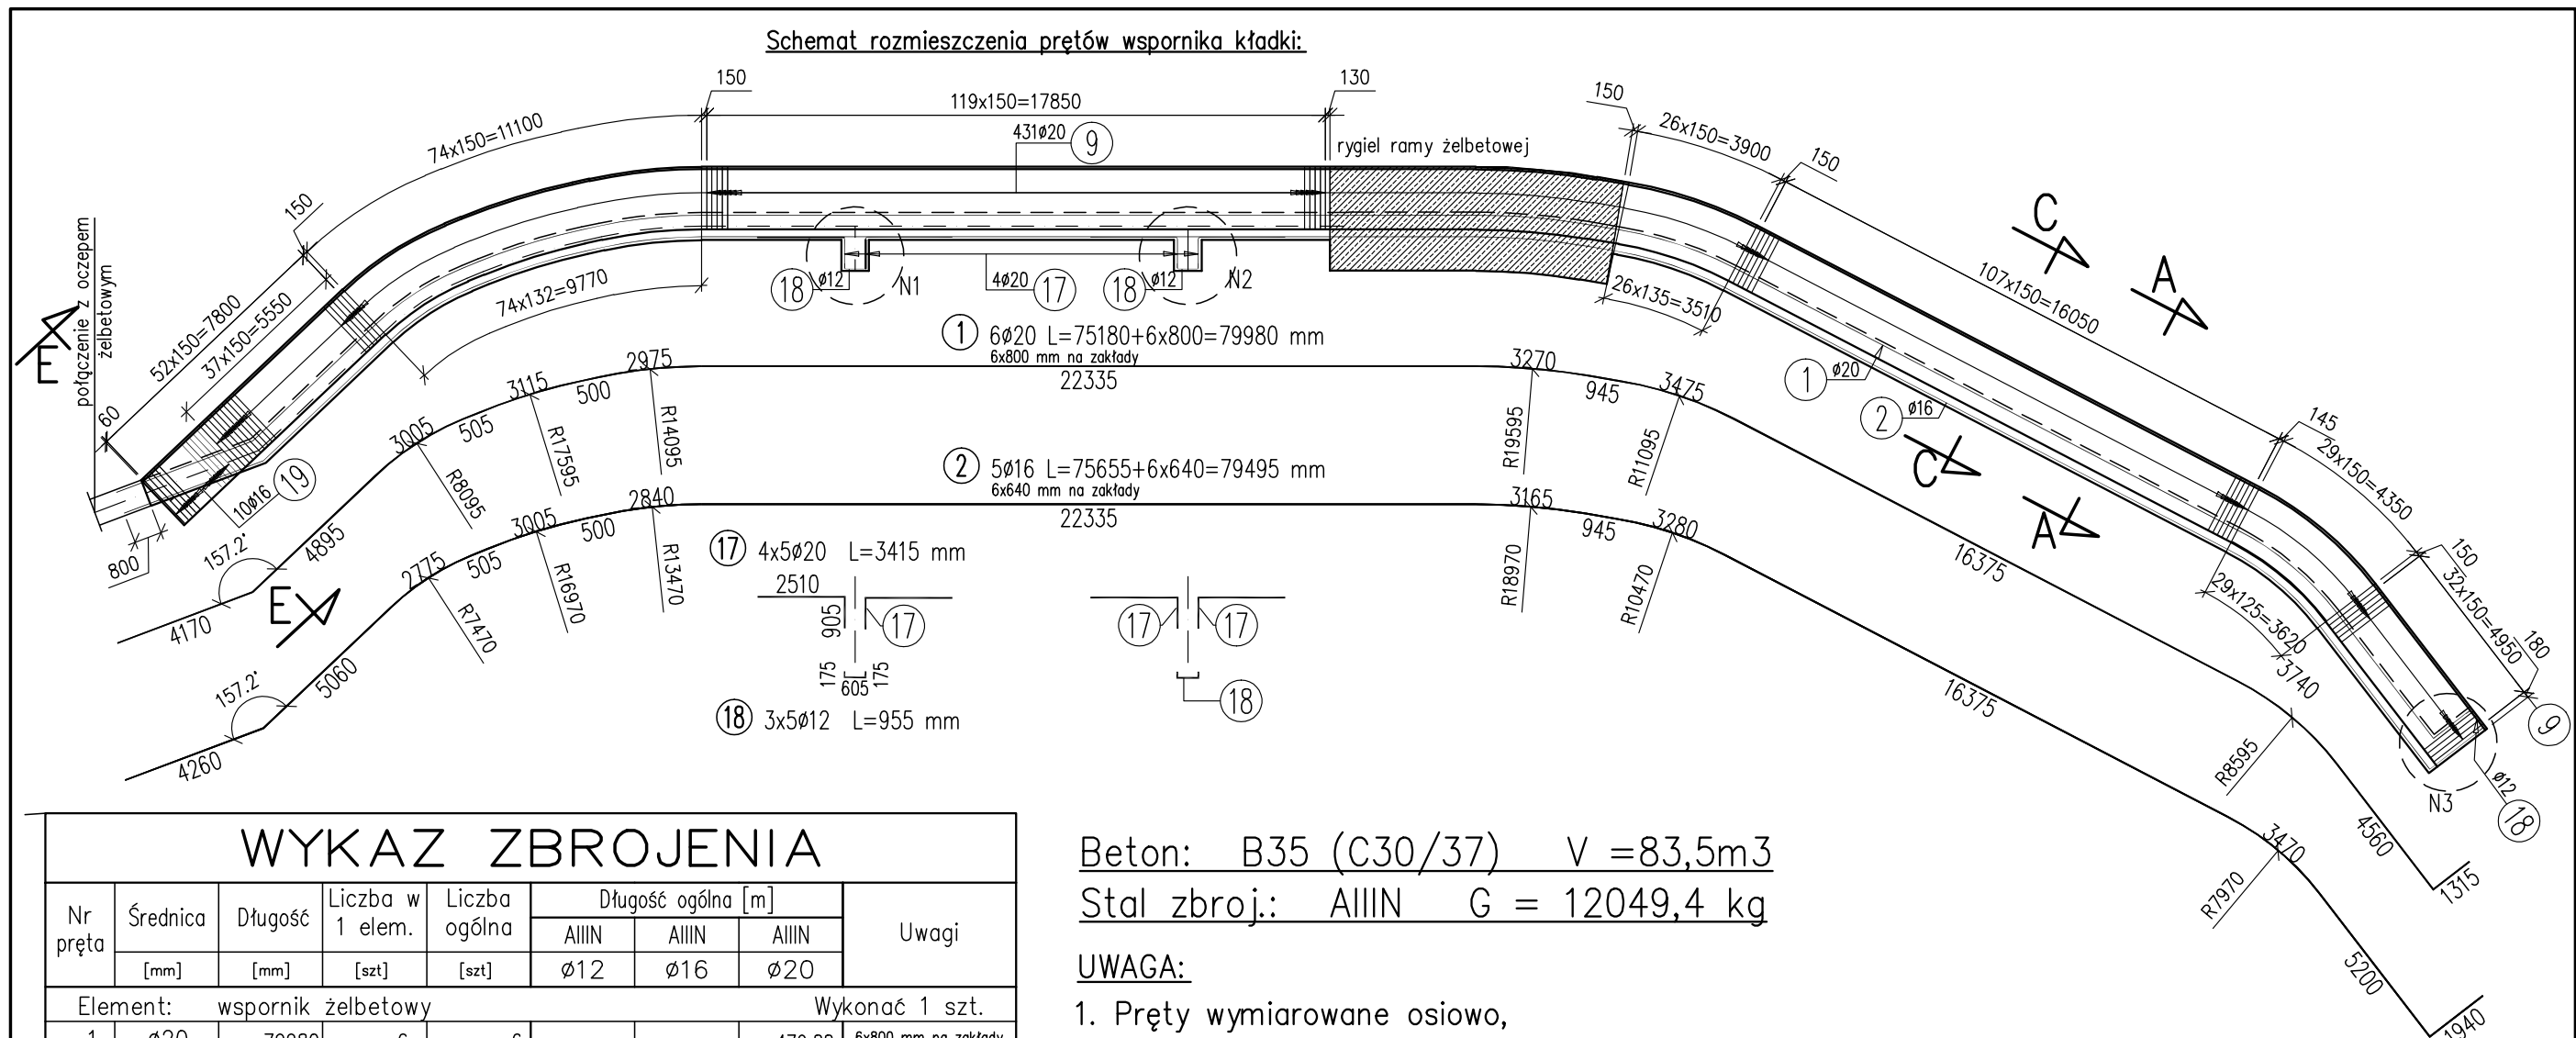 Schemat rozmieszczenia prętów wspornika kładki:
150
119x150=17850
130
74x150=11100
431ø20 9
rygiel ramy żelbetowej
150
26x150=3900
150
C
A
107x150=16050
150
połączenie z oczepem
żelbetowym
E
52x150=7800
37x150=5550
60
74x132=9770
18 ø12 N1
4ø20 17
18 ø12 N2
26x135=3510
1 ø20
2 ø16
C
A
145
29x150=4350
150
32x150=4950
180
9
29x125=3620
3740
ø12
18
N3
10ø16 19
800
E
1 6ø20 L=75180+6x800=79980 mm
6x800 mm na zakłady
4170
157.2°
4895
3005
R8095
505
3115
R17595
500
2975
R14095
22335
3270
R19595
945
3475
R11095
16375
R8595
4560
1315
2 5ø16 L=75655+6x640=79495 mm
6x640 mm na zakłady
4260
157.2°
5060
2775
R7470
505
3005
R16970
500
2840
R13470
22335
3165
R18970
945
3280
R10470
16375
3470
R7970
5200
1940
17 4x5ø20 L=3415 mm
2510
905
17
17
17
175
605
175
18
18 3x5ø12 L=955 mm
WYKAZ ZBROJENIA
Nr pręta
Średnica
Długość
Liczba w 1 elem.
Liczba ogólna
Długość ogólna [m]
Uwagi
AIIIN AIIIN AIIIN
[mm] [mm] [szt] [szt] ø12 ø16 ø20
Element: wspornik żelbetowy Wykonać 1 szt.
1 ø20 79980 6 6 6x800 mm na zakłady
Beton: B35 (C30/37) V =83,5m3
Stal zbroj.: AIIIN G = 12049,4 kg
UWAGA:
1. Pręty wymiarowane osiowo,